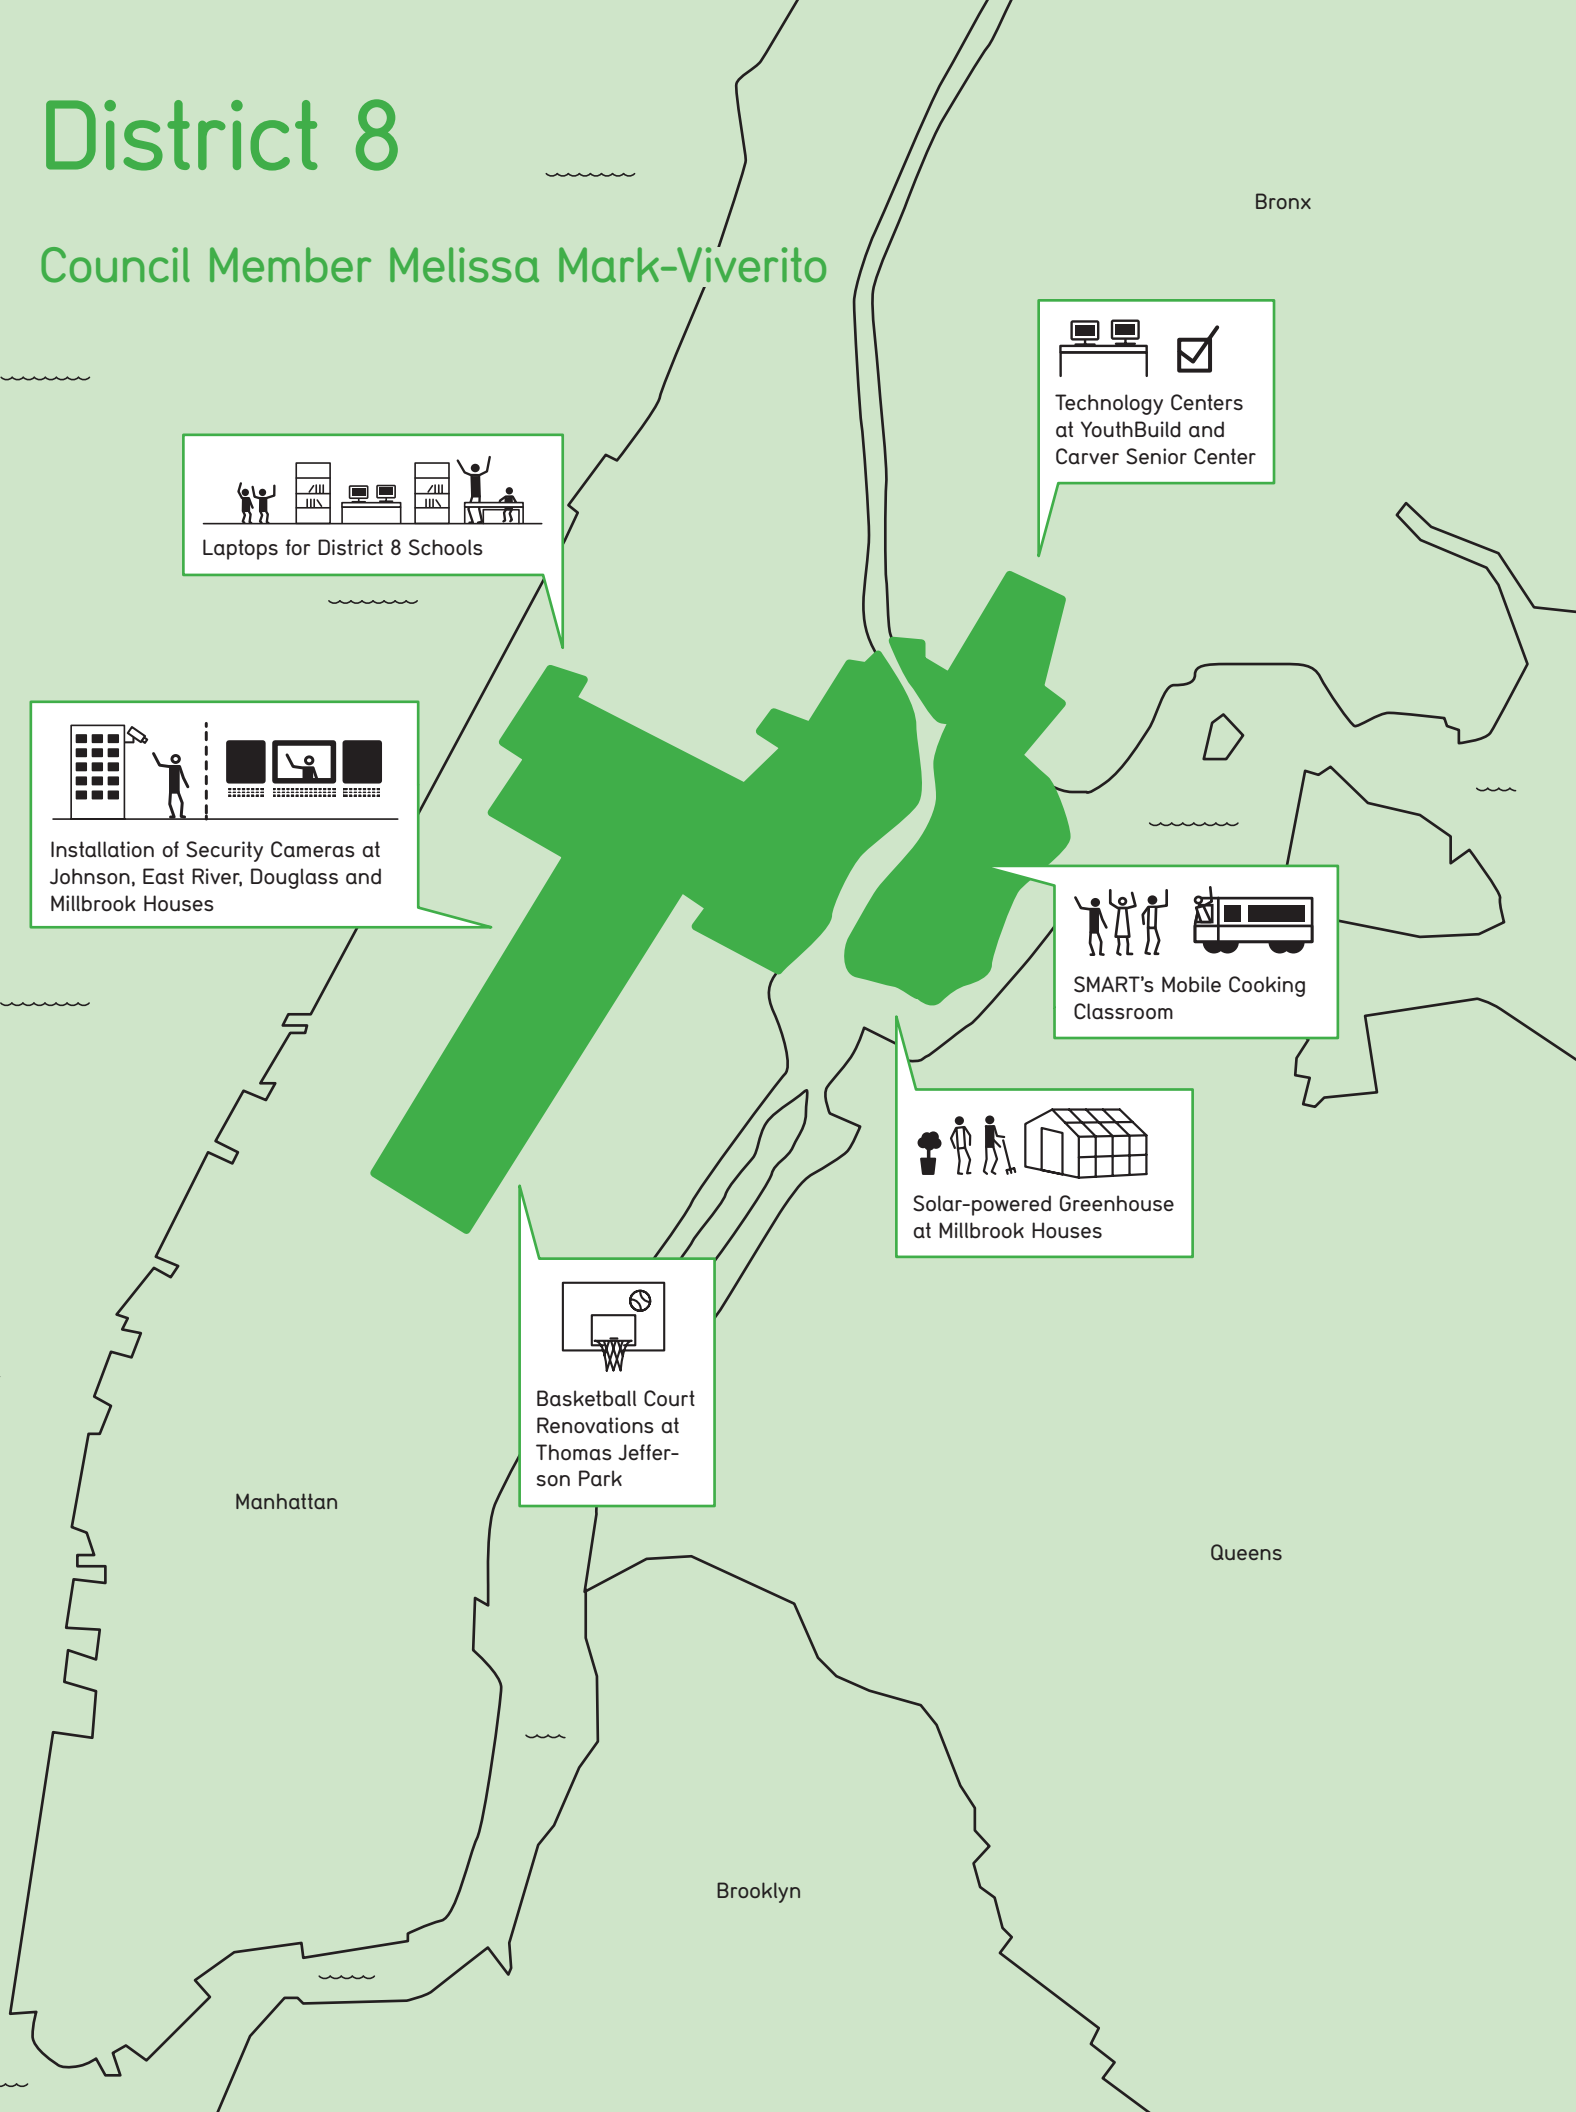 District 8
Council Member Melissa Mark-Viverito
Bronx
Technology Centers
at YouthBuild and
Carver Senior Center
Laptops for District 8 Schools
Installation of Security Cameras at
Johnson, East River, Douglass and
Millbrook Houses
SMART's Mobile Cooking
Classroom
Solar-powered Greenhouse
at Millbrook Houses
Basketball Court
Renovations at
Thomas Jeffer-
son Park
Manhattan
Queens
Brooklyn